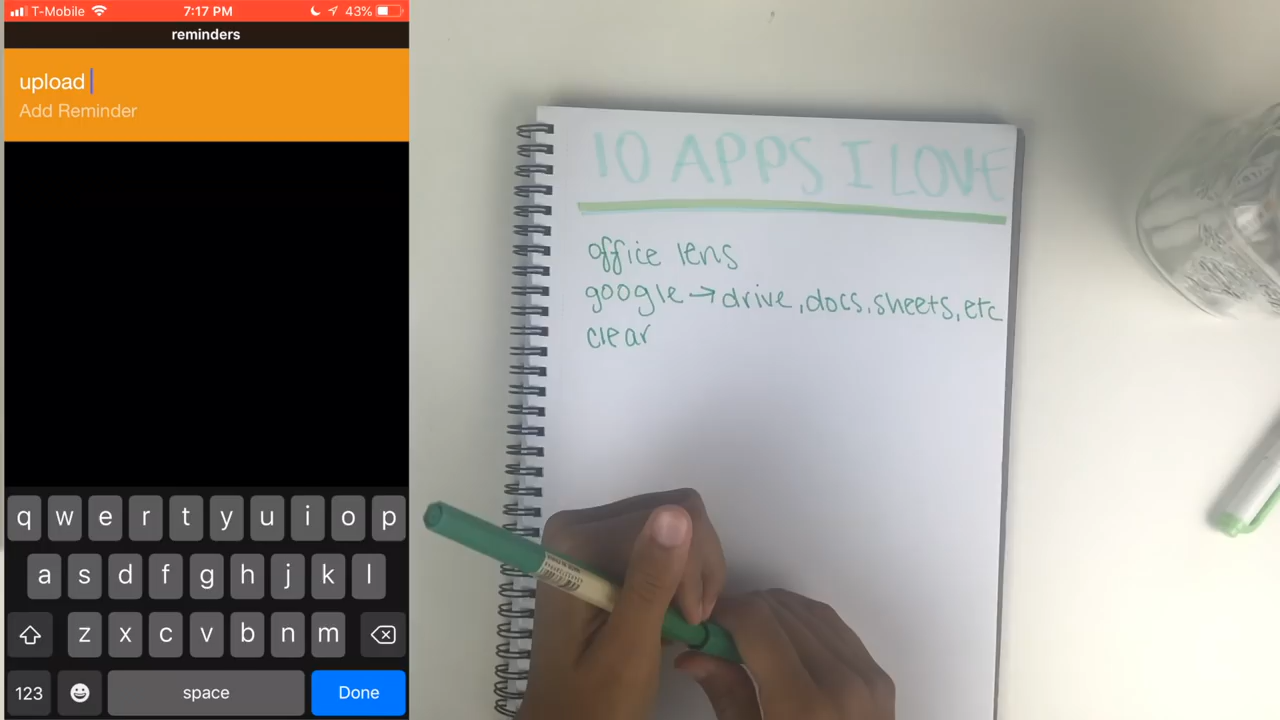 T-Mobile 7:17 PM 43%
reminders
upload
Add Reminder
q w e r t y u i o p
a s d f g h j k l
z x c v b n m
123 space Done
10 APPS I LOVE
office lens
google → drive, docs, sheets, etc
clear